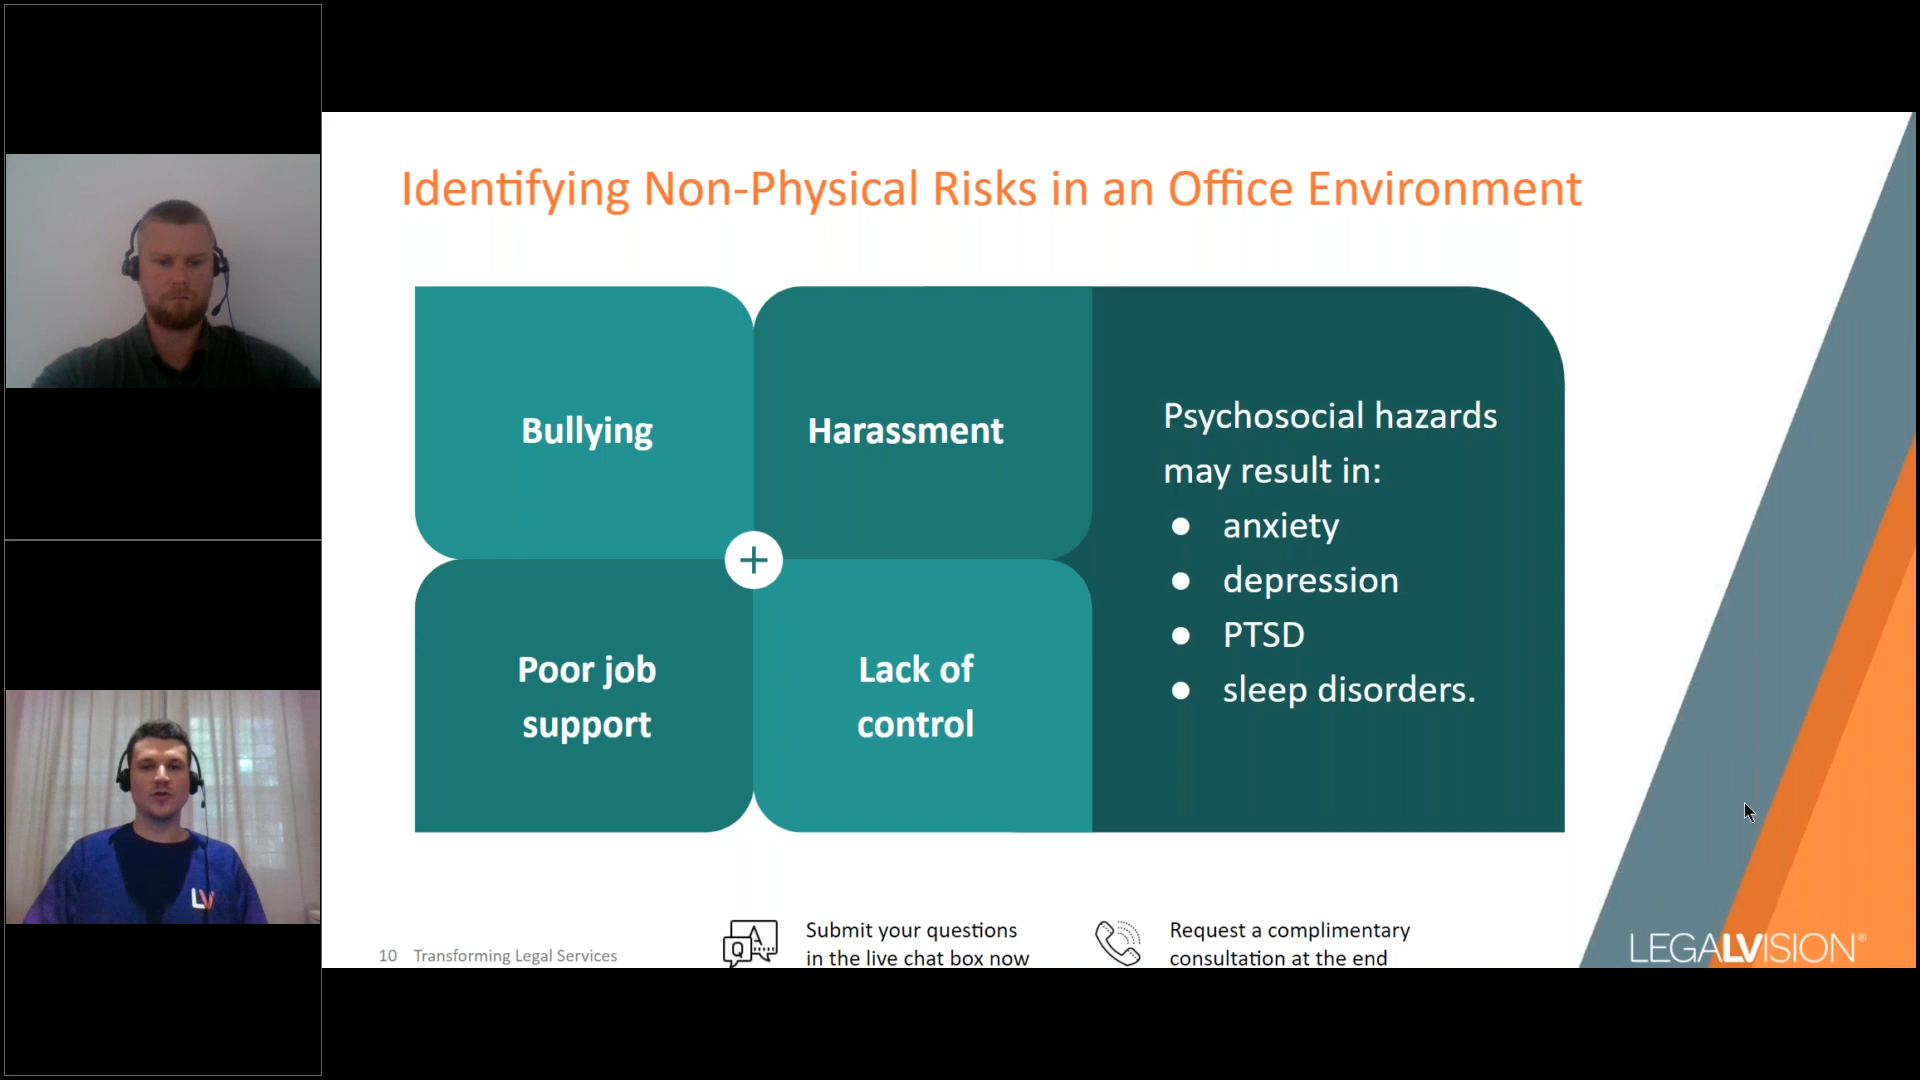 Identifying Non-Physical Risks in an Office Environment
Bullying
Harassment
Poor job
support
Lack of
control
Psychosocial hazards
may result in:
● anxiety
● depression
● PTSD
● sleep disorders.
LV
10 Transforming Legal Services
Q A
Submit your questions
in the live chat box now
Request a complimentary
consultation at the end
LEGALVISION®